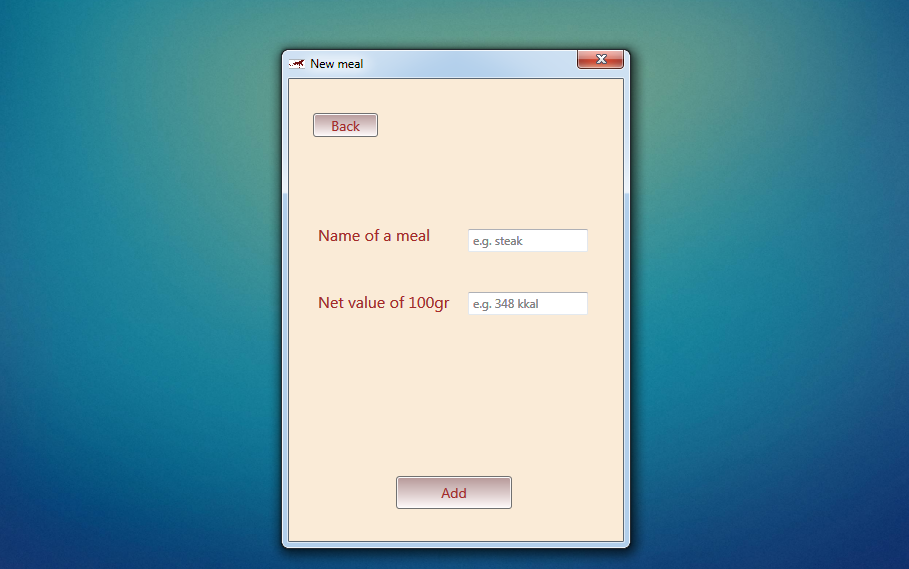 New meal
Back
Name of a meal
e.g. steak
Net value of 100gr
e.g. 348 kkal
Add